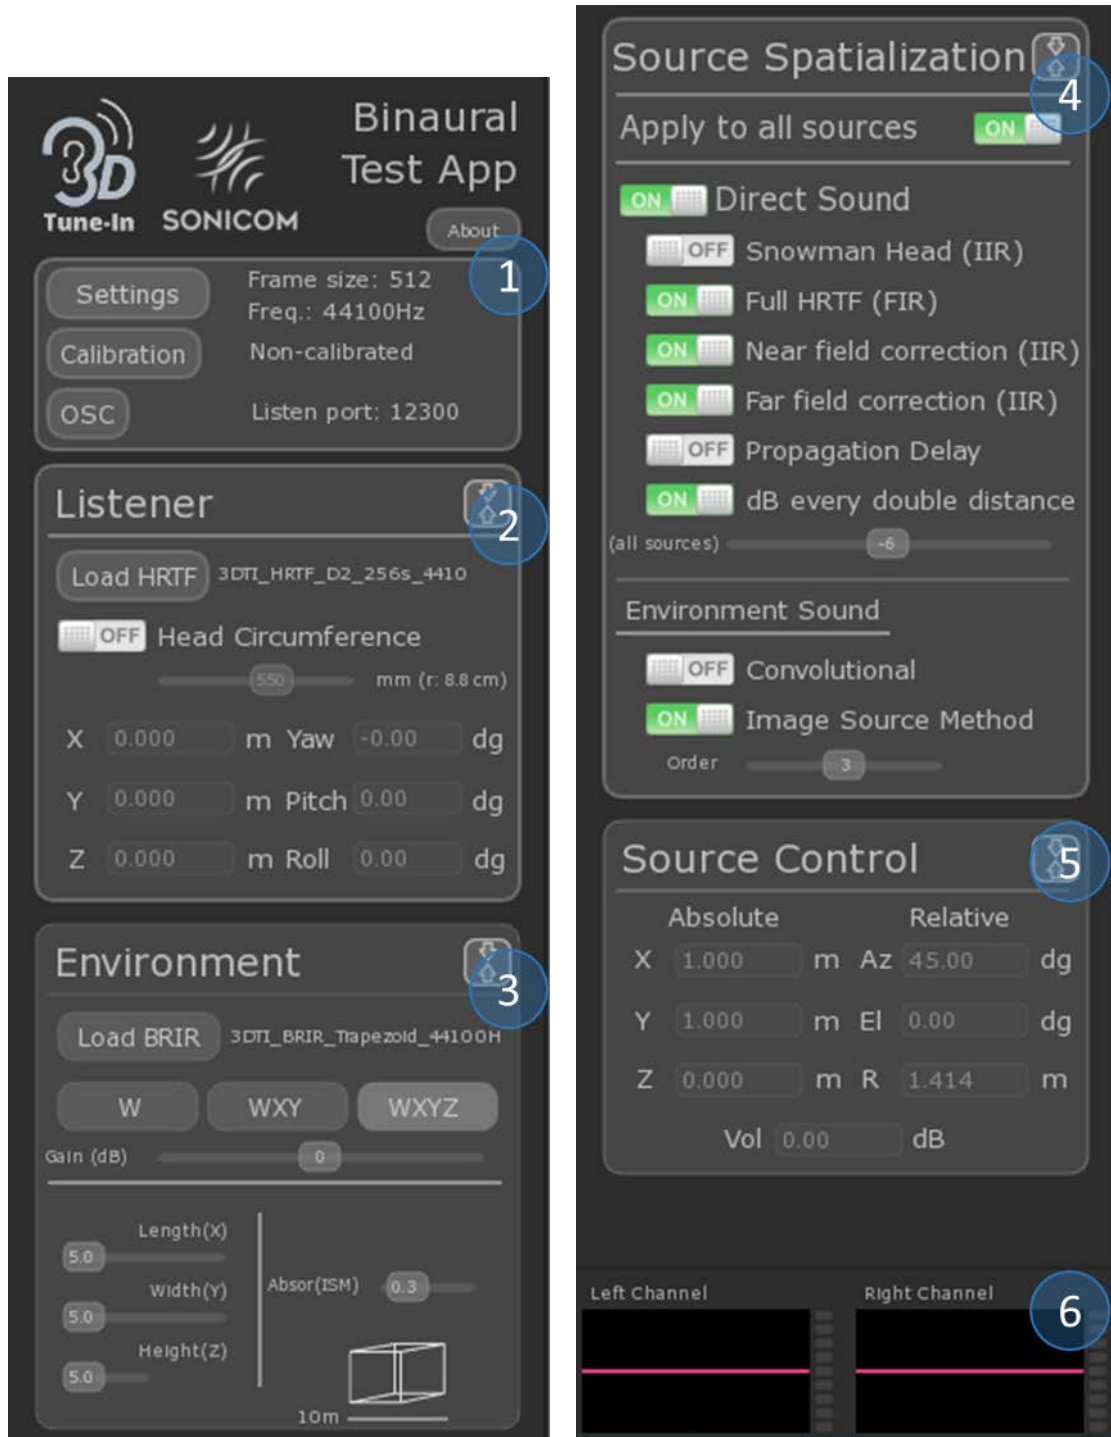 3D
Tune-In
SONICOM
Binaural
Test App
About
1
Settings
Frame size: 512
Freq.: 44100Hz
Calibration
Non-calibrated
OSC
Listen port: 12300
Listener
2
Load HRTF 3DTI_HRTF_D2_256s_4410
OFF Head Circumference
550 mm (r: 8.8 cm)
X 0.000 m Yaw -0.00 dg
Y 0.000 m Pitch 0.00 dg
Z 0.000 m Roll 0.00 dg
Environment
3
Load BRIR 3DTI_BRIR_Trapezoid_44100H
W WXY WXYZ
Gain (dB) 0
Length(X)
5.0
Width(Y)
5.0
Height(Z)
5.0
Absor(ISM) 0.3
10m
Source Spatialization
4
Apply to all sources ON
ON Direct Sound
OFF Snowman Head (IIR)
ON Full HRTF (FIR)
ON Near field correction (IIR)
ON Far field correction (IIR)
OFF Propagation Delay
ON dB every double distance
(all sources) -6
Environment Sound
OFF Convolutional
ON Image Source Method
Order 3
Source Control
5
Absolute Relative
X 1.000 m Az 45.00 dg
Y 1.000 m El 0.00 dg
Z 0.000 m R 1.414 m
Vol 0.00 dB
Left Channel Right Channel
6